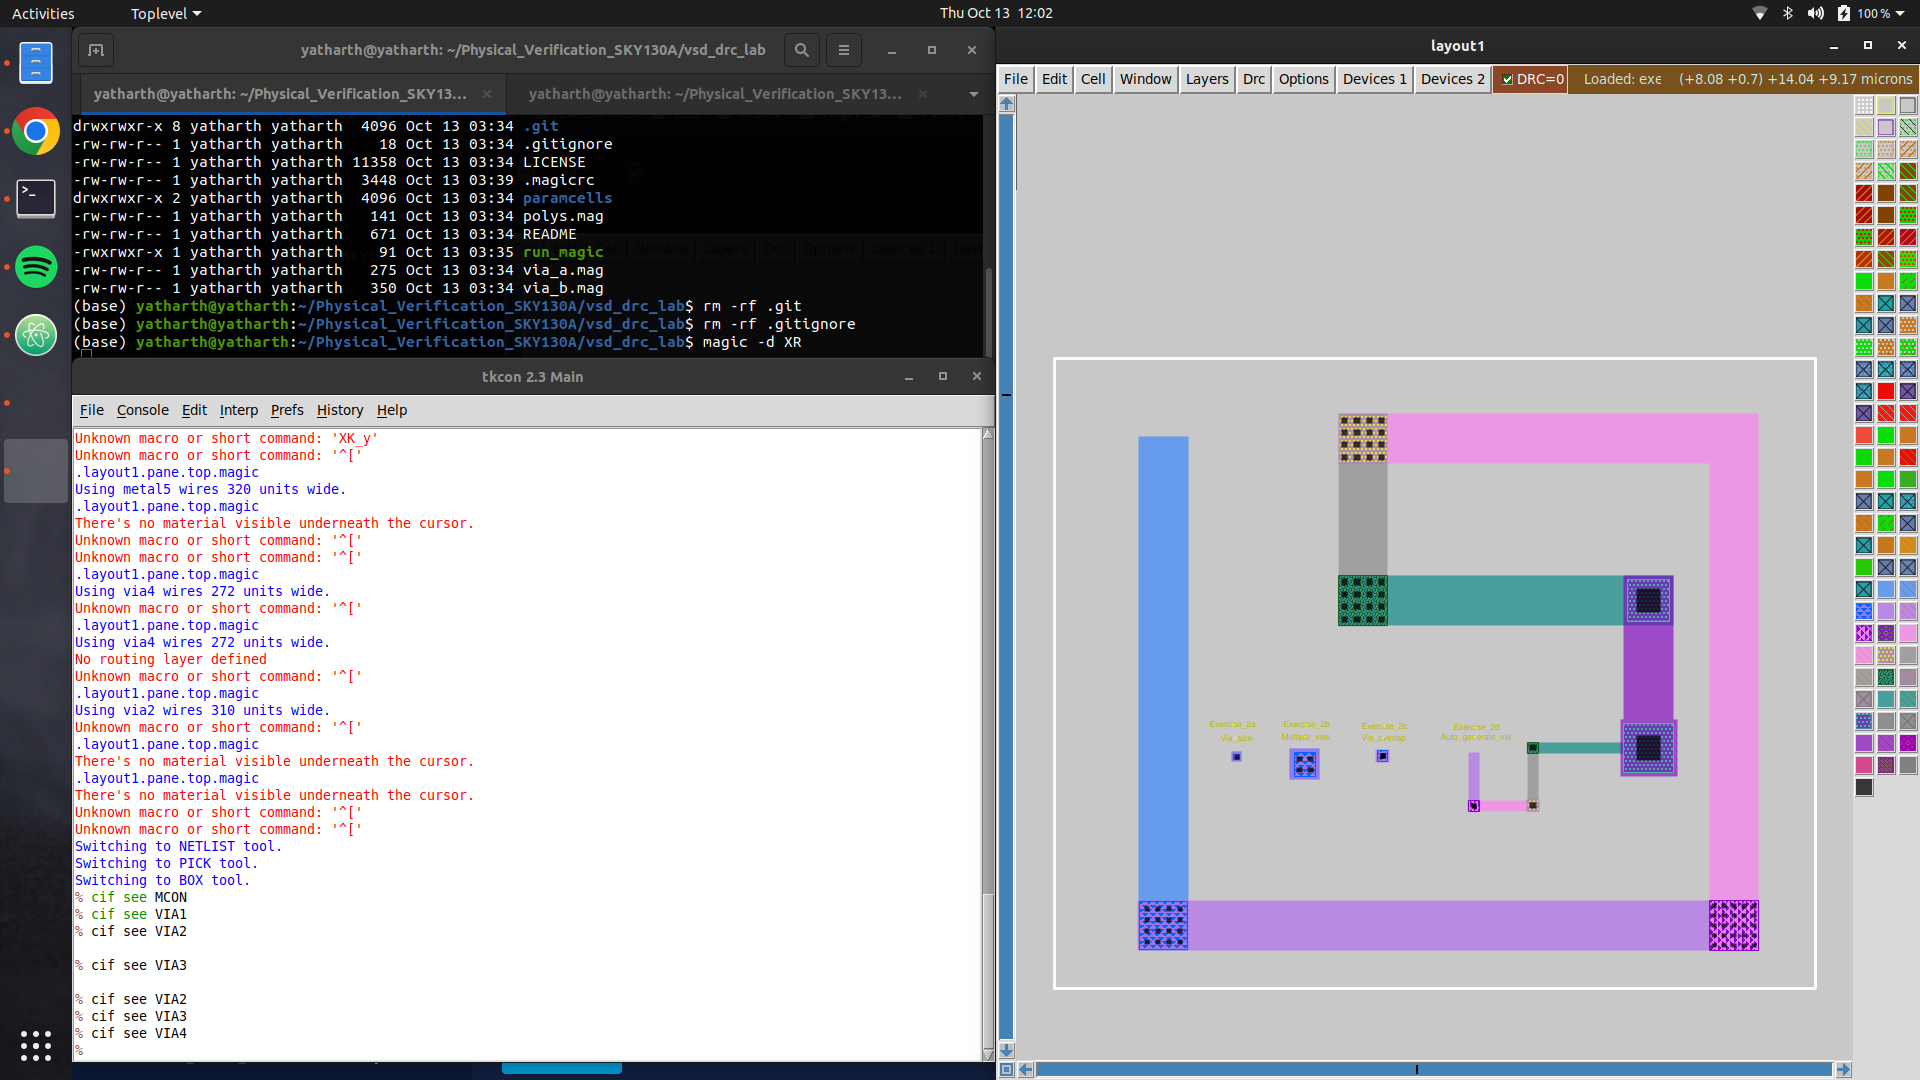 Activities
Toplevel
Thu Oct 13 12:02
100 %
yatharth@yatharth: ~/Physical_Verification_SKY130A/vsd_drc_lab
yatharth@yatharth: ~/Physical_Verification_SKY13...
yatharth@yatharth: ~/Physical_Verification_SKY13...
drwxrwxr-x 8 yatharth yatharth 4096 Oct 13 03:34 .git
-rw-rw-r-- 1 yatharth yatharth 18 Oct 13 03:34 .gitignore
-rw-rw-r-- 1 yatharth yatharth 11358 Oct 13 03:34 LICENSE
-rw-rw-r-- 1 yatharth yatharth 3448 Oct 13 03:39 .magicrc
drwxrwxr-x 2 yatharth yatharth 4096 Oct 13 03:34 paramcells
-rw-rw-r-- 1 yatharth yatharth 141 Oct 13 03:34 polys.mag
-rw-rw-r-- 1 yatharth yatharth 671 Oct 13 03:34 README
-rwxrwxr-x 1 yatharth yatharth 91 Oct 13 03:35 run_magic
-rw-rw-r-- 1 yatharth yatharth 275 Oct 13 03:34 via_a.mag
-rw-rw-r-- 1 yatharth yatharth 350 Oct 13 03:34 via_b.mag
(base) yatharth@yatharth:~/Physical_Verification_SKY130A/vsd_drc_lab$ rm -rf .git
(base) yatharth@yatharth:~/Physical_Verification_SKY130A/vsd_drc_lab$ rm -rf .gitignore
(base) yatharth@yatharth:~/Physical_Verification_SKY130A/vsd_drc_lab$ magic -d XR
tkcon 2.3 Main
File Console Edit Interp Prefs History Help
Unknown macro or short command: 'XK_y'
Unknown macro or short command: '^['
.layout1.pane.top.magic
Using metal5 wires 320 units wide.
.layout1.pane.top.magic
There's no material visible underneath the cursor.
Unknown macro or short command: '^['
Unknown macro or short command: '^['
.layout1.pane.top.magic
Using via4 wires 272 units wide.
Unknown macro or short command: '^['
.layout1.pane.top.magic
Using via4 wires 272 units wide.
No routing layer defined
Unknown macro or short command: '^['
.layout1.pane.top.magic
Using via2 wires 310 units wide.
Unknown macro or short command: '^['
.layout1.pane.top.magic
There's no material visible underneath the cursor.
.layout1.pane.top.magic
There's no material visible underneath the cursor.
Unknown macro or short command: '^['
Unknown macro or short command: '^['
Switching to NETLIST tool.
Switching to PICK tool.
Switching to BOX tool.
% cif see MCON
% cif see VIA1
% cif see VIA2
% cif see VIA3
% cif see VIA2
% cif see VIA3
% cif see VIA4
%
layout1
File Edit Cell Window Layers Drc Options Devices 1 Devices 2 DRC=0 Loaded: exe (+8.08 +0.7) +14.04 +9.17 microns
Exercise_2a
Via_size
Exercise_2b
Multiple_vias
Exercise_2c
Via_overlap
Exercise_2d
Auto_generate_via